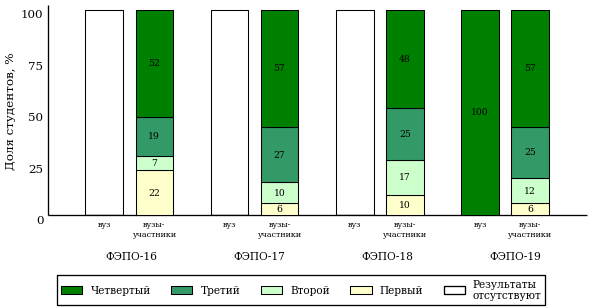 Доля студентов, %
100
75
50
25
0
52
19
7
22
57
27
10
6
48
25
17
10
100
57
25
12
6
вуз
вузы-
участники
вуз
вузы-
участники
вуз
вузы-
участники
вуз
вузы-
участники
ФЭПО-16
ФЭПО-17
ФЭПО-18
ФЭПО-19
Четвертый
Третий
Второй
Первый
Результаты
отсутствуют